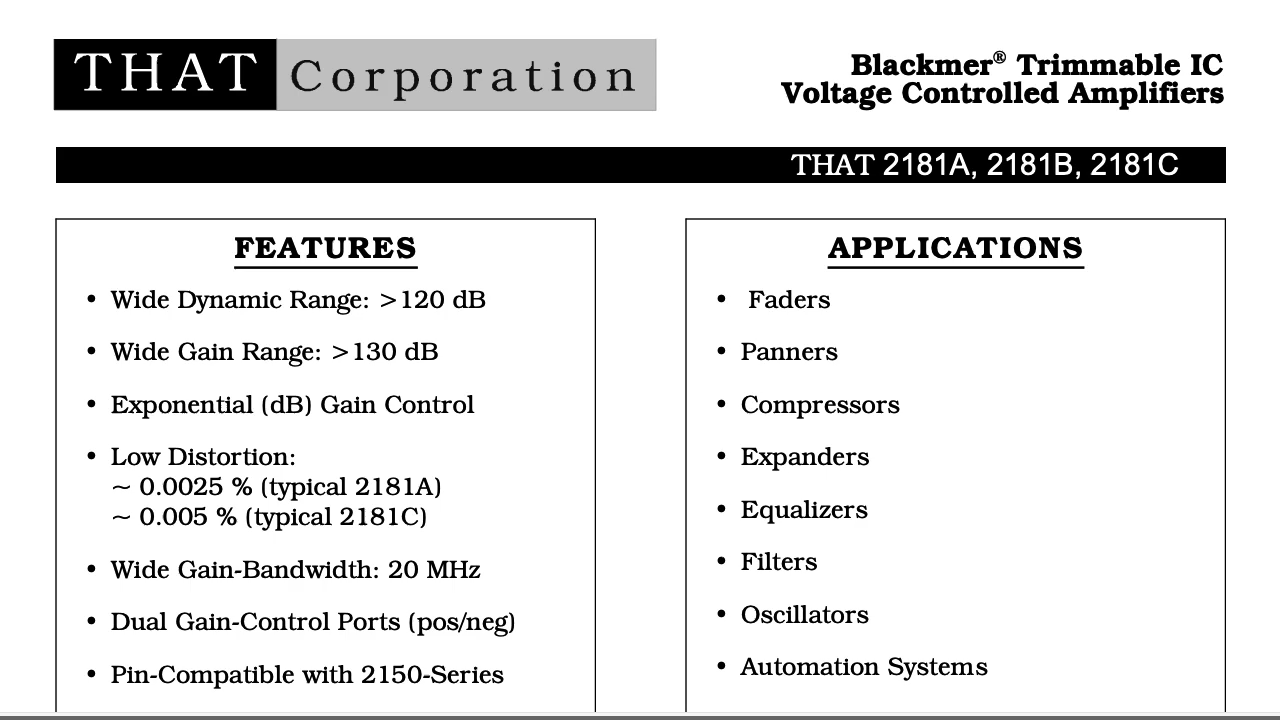 THAT Corporation
Blackmer® Trimmable IC
Voltage Controlled Amplifiers
THAT 2181A, 2181B, 2181C
FEATURES
• Wide Dynamic Range: >120 dB
• Wide Gain Range: >130 dB
• Exponential (dB) Gain Control
• Low Distortion:
~ 0.0025 % (typical 2181A)
~ 0.005 % (typical 2181C)
• Wide Gain-Bandwidth: 20 MHz
• Dual Gain-Control Ports (pos/neg)
• Pin-Compatible with 2150-Series
APPLICATIONS
• Faders
• Panners
• Compressors
• Expanders
• Equalizers
• Filters
• Oscillators
• Automation Systems